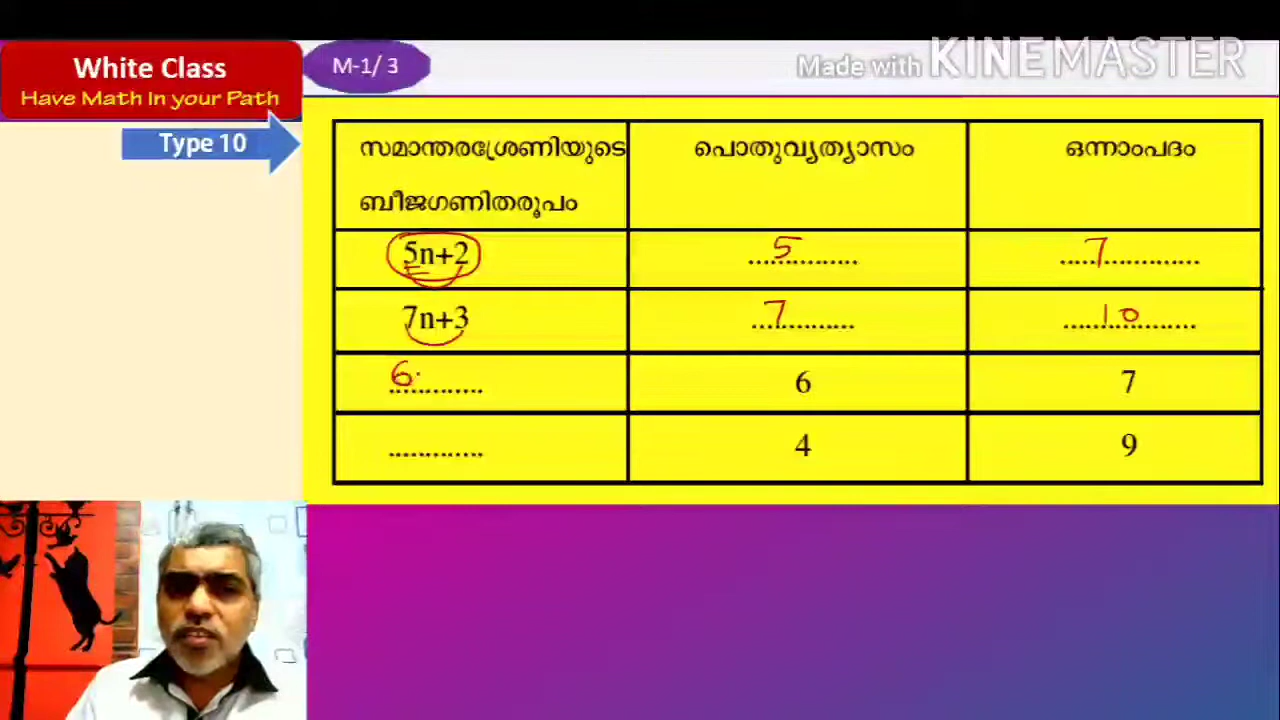 White Class
Have Math in your Path
M-1/ 3
Made with KINEMASTER
Type 10
സമാന്തരശ്രേണിയുടെ ബീജഗണിതരൂപം
പൊതുവ്യത്യാസം
ഒന്നാംപദം
5n+2 5 7
7n+3 7 10
6 6 7
............. 4 9